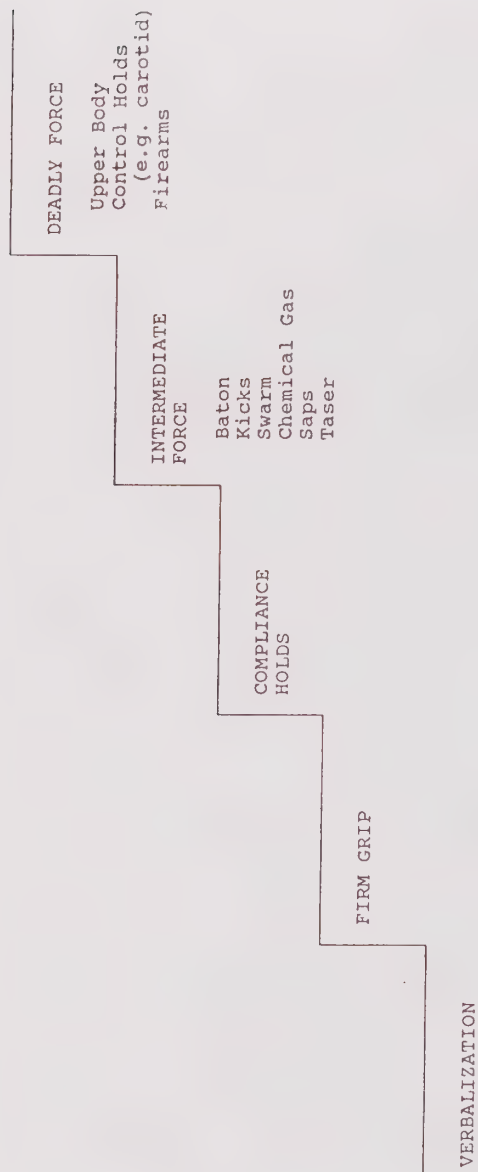 VERBALIZATION
FIRM GRIP
COMPLIANCE
HOLDS
INTERMEDIATE
FORCE
Baton
Kicks
Swarm
Chemical Gas
Saps
Taser
DEADLY FORCE
Upper Body
Control Holds
(e.g. carotid)
Firearms